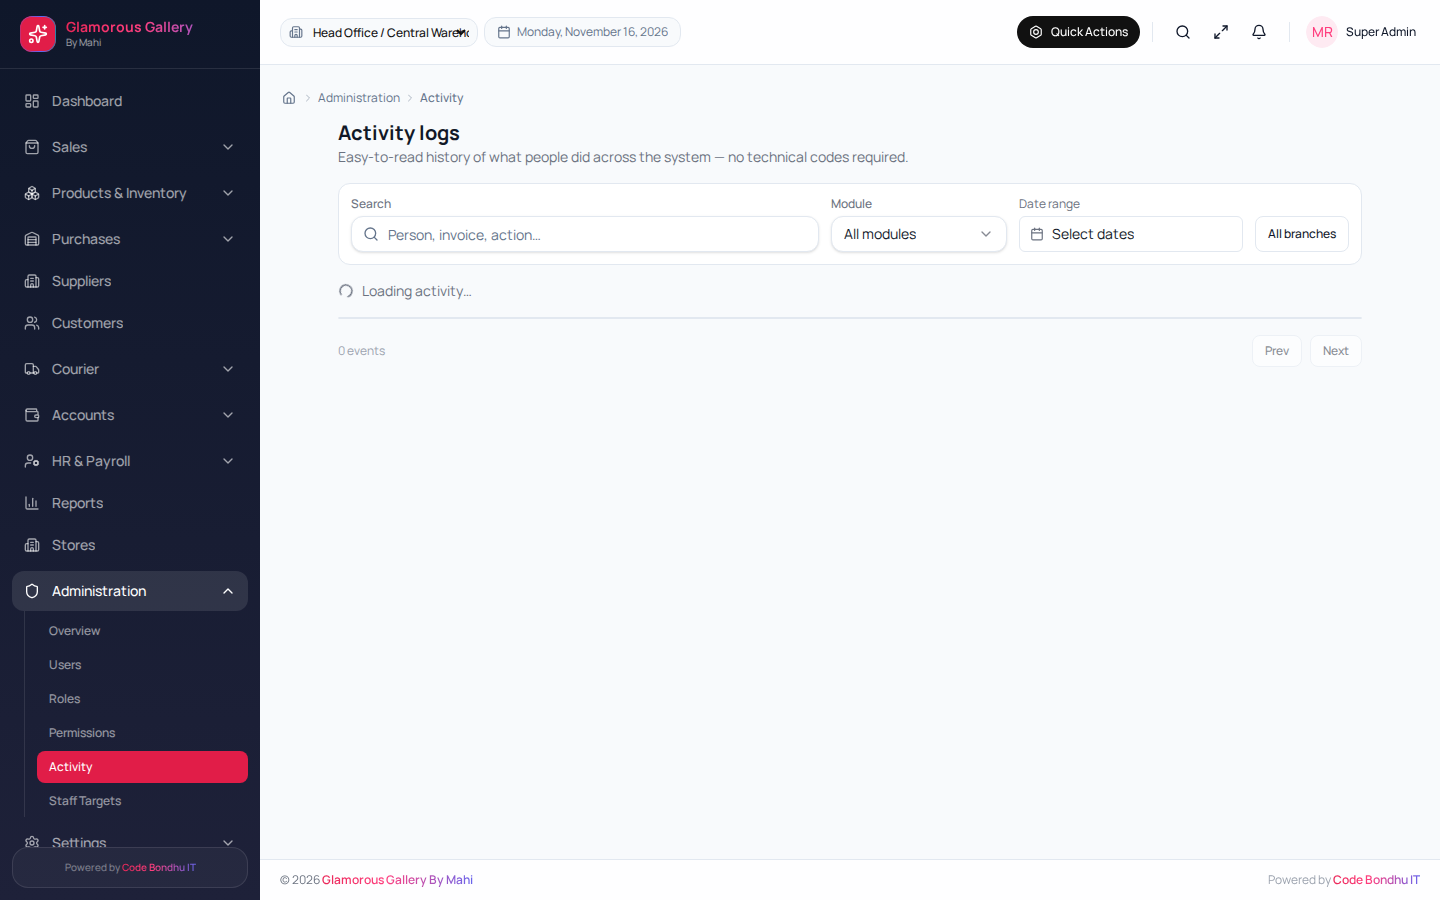 Glamorous Gallery
By Mahi
Dashboard
Sales
Products & Inventory
Purchases
Suppliers
Customers
Courier
Accounts
HR & Payroll
Reports
Stores
Administration
Overview
Users
Roles
Permissions
Activity
Staff Targets
Settings
Powered by Code Bondhu IT
Head Office / Central
Monday, November 16, 2026
Quick Actions
MR
Super Admin
Administration
Activity
Activity logs
Easy-to-read history of what people did across the system — no technical codes required.
Search
Person, invoice, action...
Module
All modules
Date range
Select dates
All branches
Loading activity...
0 events
Prev
Next
© 2026 Glamorous Gallery By Mahi
Powered by Code Bondhu IT